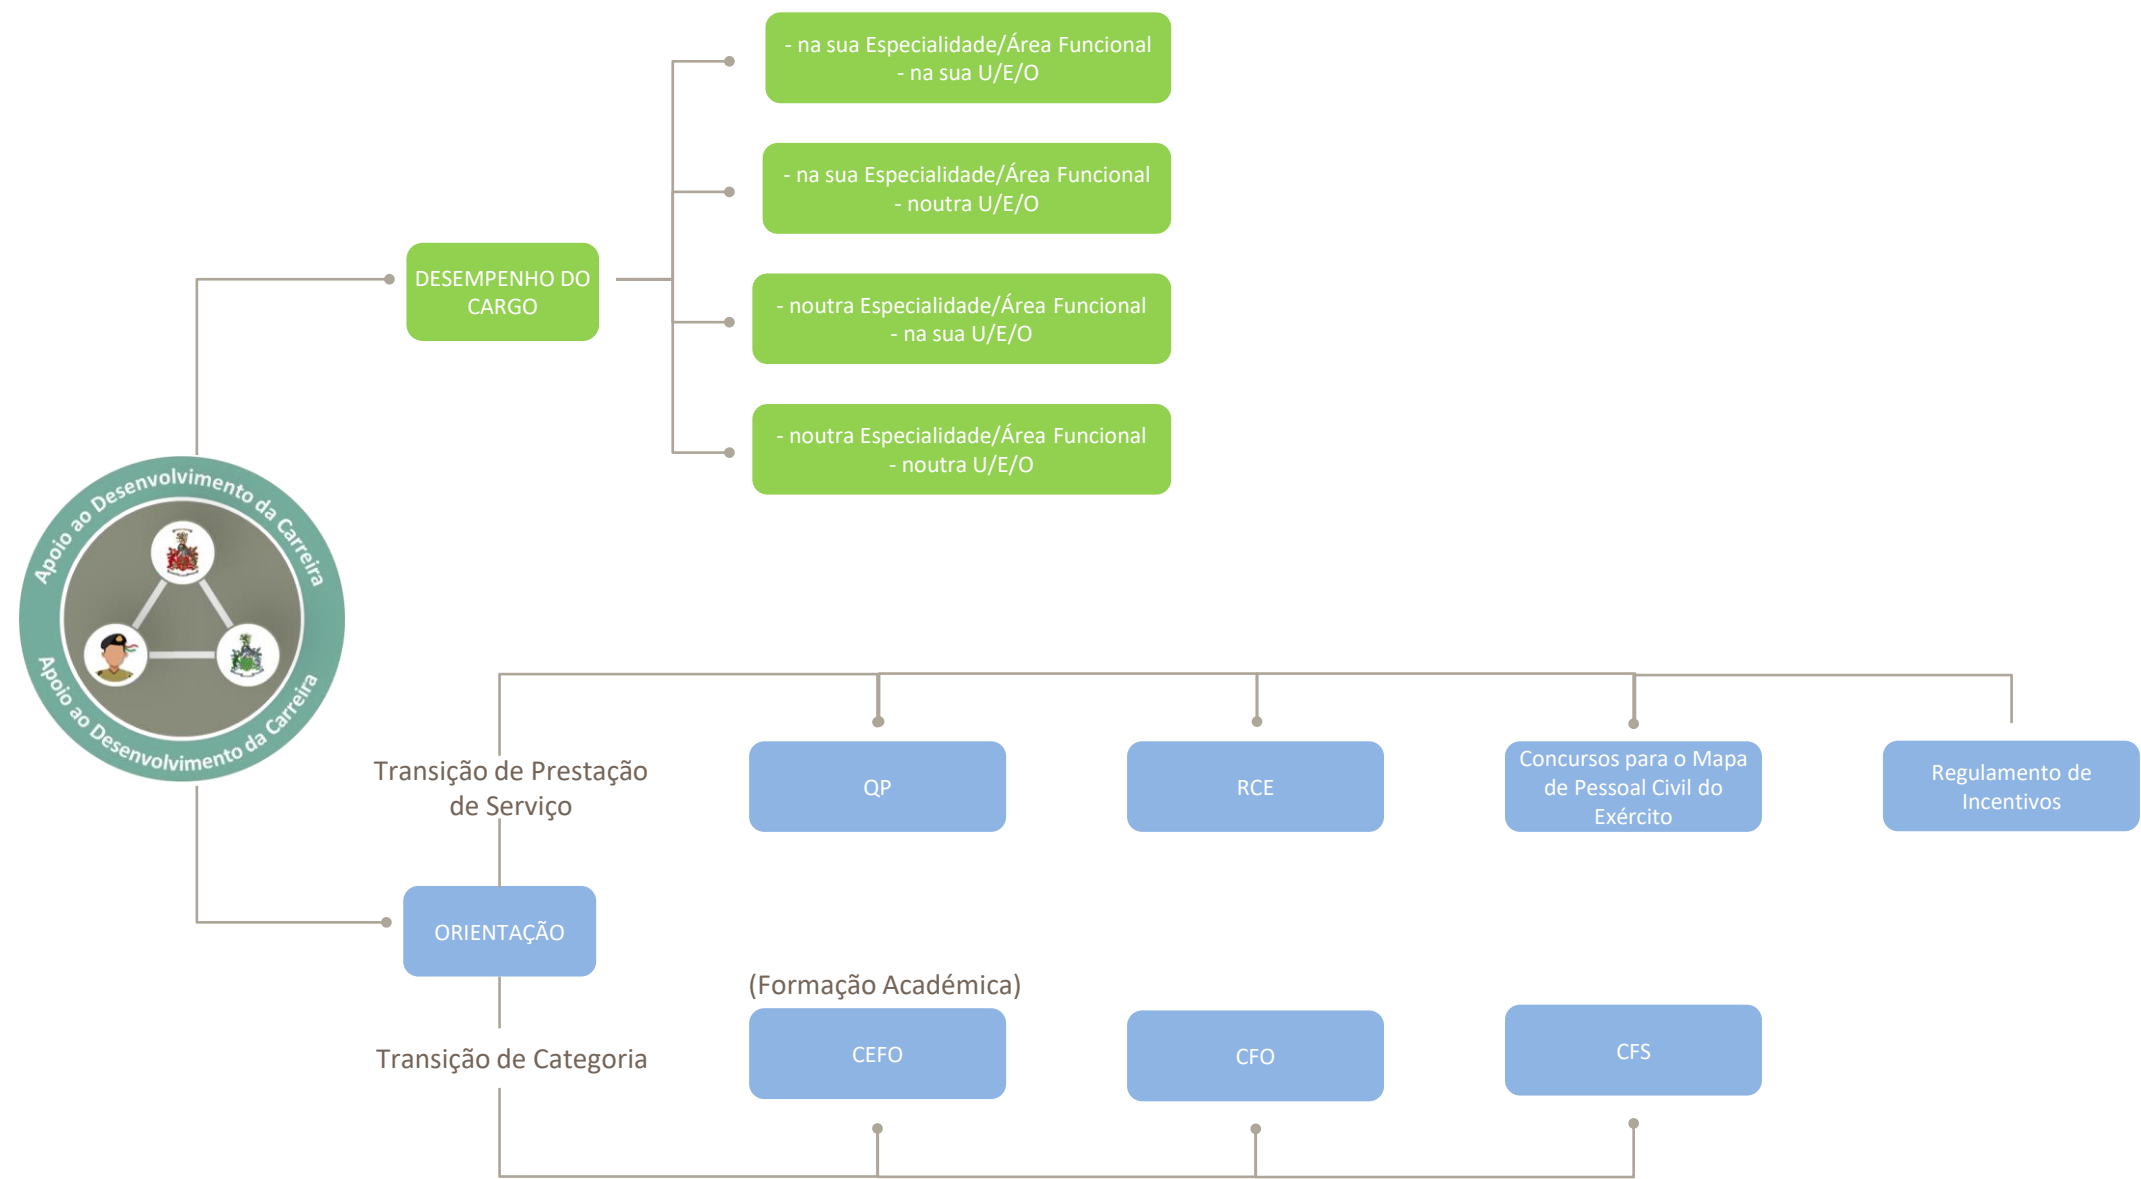 - na sua Especialidade/Área Funcional
- na sua U/E/O
- na sua Especialidade/Área Funcional
- noutra U/E/O
DESEMPENHO DO
CARGO
- noutra Especialidade/Área Funcional
- na sua U/E/O
- noutra Especialidade/Área Funcional
- noutra U/E/O
Apoio ao Desenvolvimento da Carreira
Apoio ao Desenvolvimento da Carreira
Transição de Prestação
de Serviço
QP
RCE
Concursos para o Mapa
de Pessoal Civil do
Exército
Regulamento de
Incentivos
ORIENTAÇÃO
(Formação Académica)
CEFO
CFO
CFS
Transição de Categoria